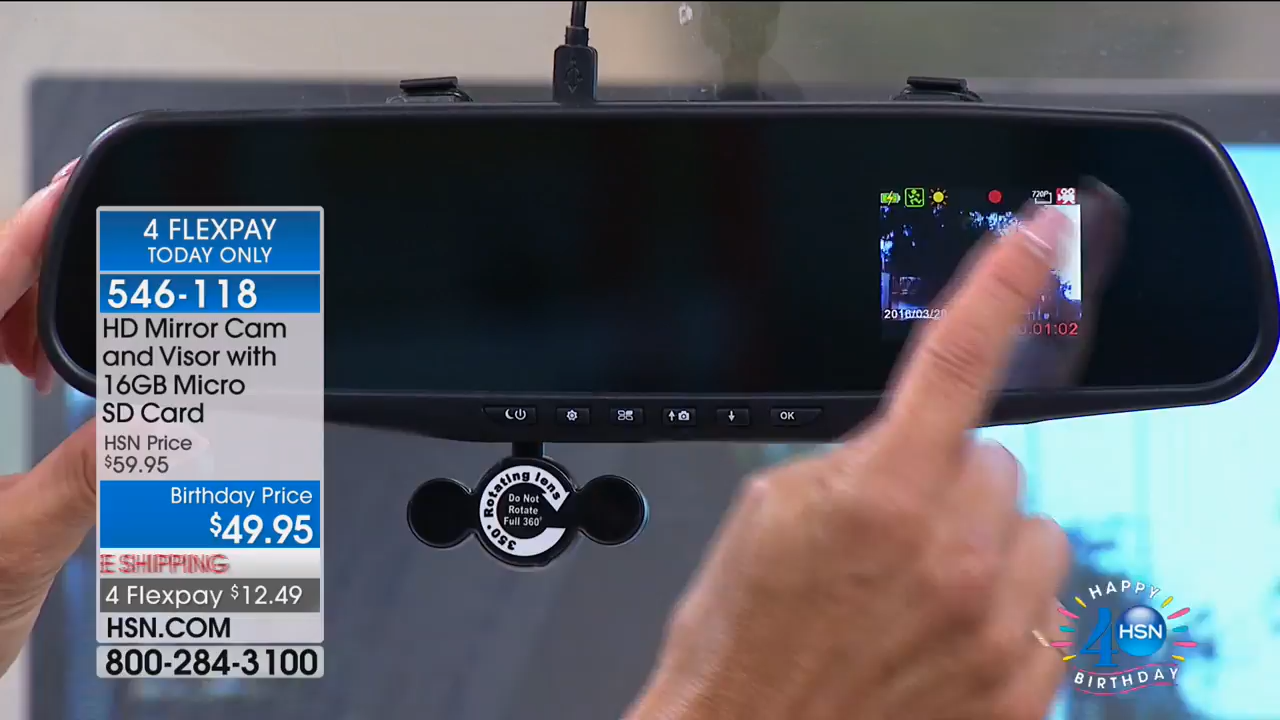 4 FLEXPAY
TODAY ONLY
546-118
HD Mirror Cam
and Visor with
16GB Micro
SD Card
HSN Price
$59.95
Birthday Price
$49.95
E SHIPPING
4 Flexpay $12.49
HSN.COM
800-284-3100
720P
2016/03/2
.01:02
OK
350° Rotating lens
Do Not
Rotate
Full 360°
HAPPY
40 HSN
BIRTHDAY